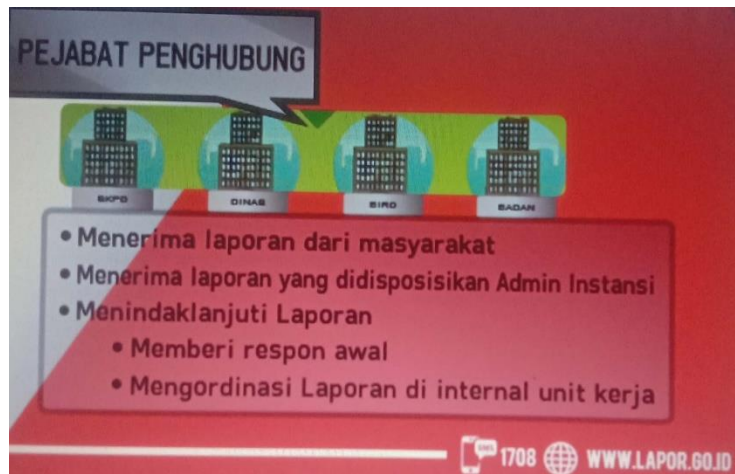 PEJABAT PENGHUBUNG
SKPD
DINAS
BIRO
BADAN
• Menerima laporan dari masyarakat
• Menerima laporan yang didisposisikan Admin Instansi
• Menindaklanjuti Laporan
• Memberi respon awal
• Mengordinasi Laporan di internal unit kerja
SMS
1708
WWW.LAPOR.GO.ID